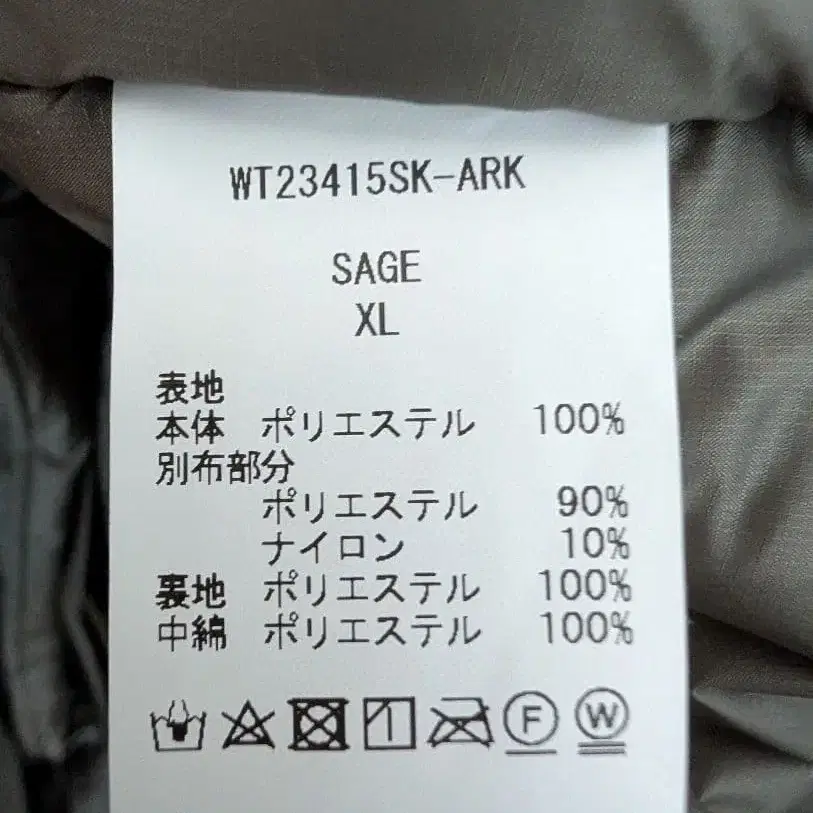 WT23415SK-ARK
SAGE
XL
表地
本体 ポリエステル 100%
別布部分
ポリエステル 90%
ナイロン 10%
裏地 ポリエステル 100%
中綿 ポリエステル 100%
F W